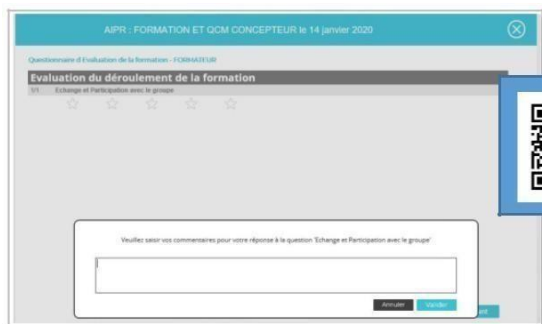 AIPR : FORMATION ET QCM CONCEPTEUR le 14 janvier 2020
Questionnaire d'Evaluation de la formation - FORMATEUR
Evaluation du déroulement de la formation
1/1 Echange et Participation avec le groupe
Veuillez saisir vos commentaires pour votre réponse à la question 'Echange et Participation avec le groupe'
Annuler Valider